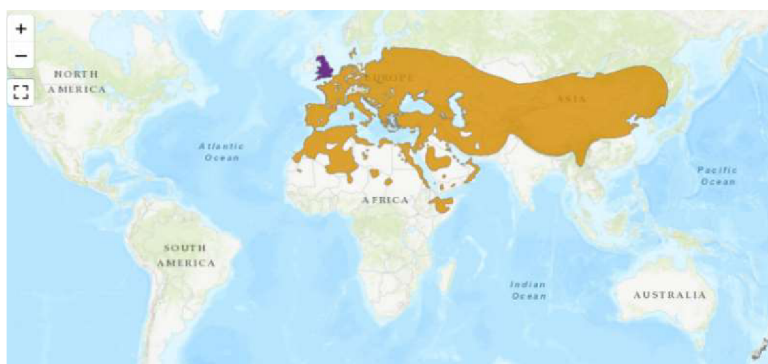 +
−
NORTH
AMERICA
EUROPE
ASIA
Atlantic
Ocean
Pacific
Ocean
AFRICA
SOUTH
AMERICA
Indian
Ocean
AUSTRALIA